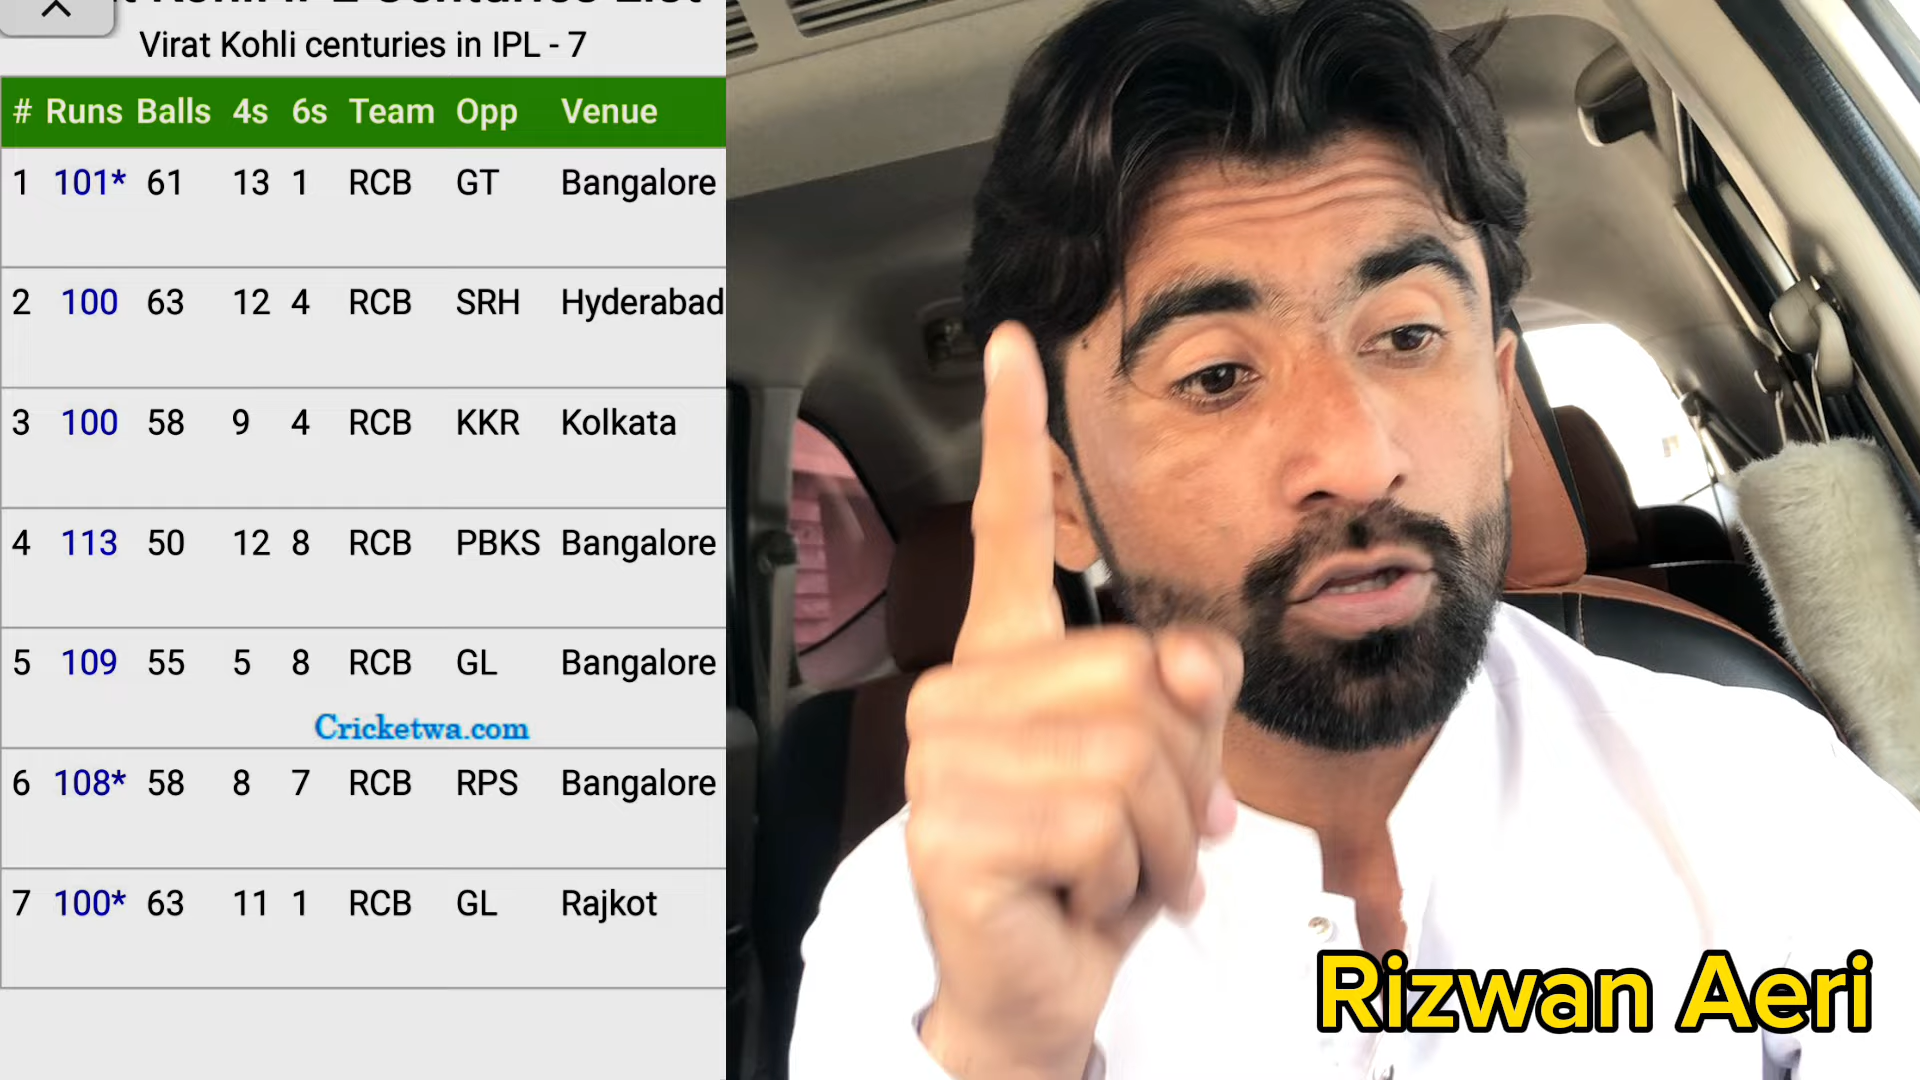 Virat Kohli centuries in IPL - 7
# Runs Balls 4s 6s Team Opp Venue
1 101* 61 13 1 RCB GT Bangalore
2 100 63 12 4 RCB SRH Hyderabad
3 100 58 9 4 RCB KKR Kolkata
4 113 50 12 8 RCB PBKS Bangalore
5 109 55 5 8 RCB GL Bangalore
Cricketwa.com
6 108* 58 8 7 RCB RPS Bangalore
7 100* 63 11 1 RCB GL Rajkot
Rizwan Aeri